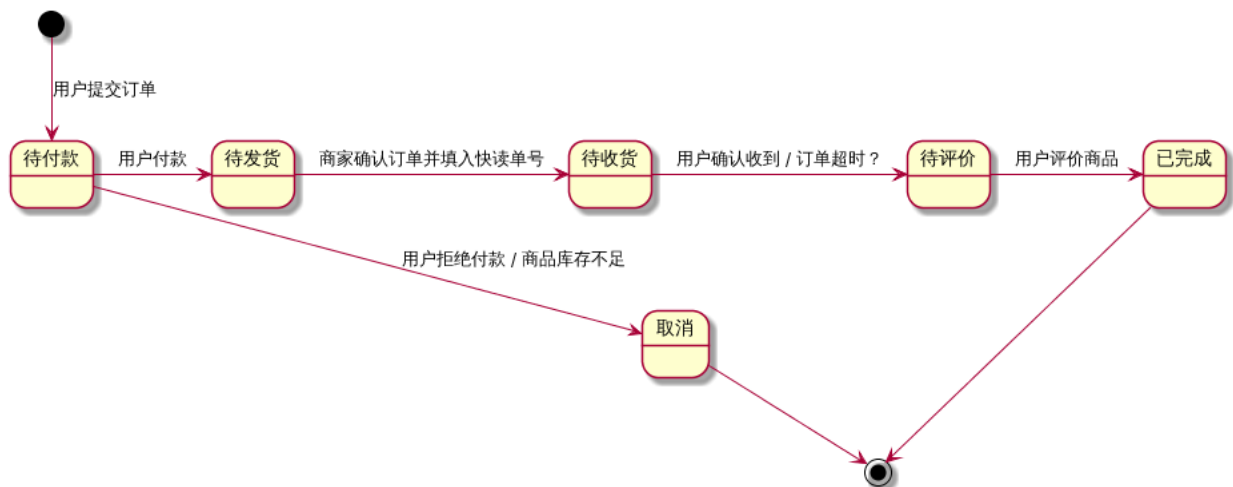 用户提交订单
待付款
用户付款
待发货
商家确认订单并填入快读单号
待收货
用户确认收到 / 订单超时？
待评价
用户评价商品
已完成
用户拒绝付款 / 商品库存不足
取消